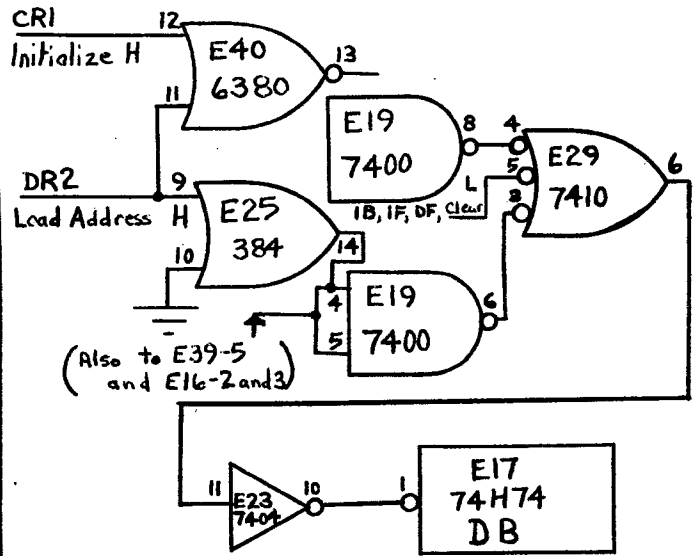 CR1
12
Initialize H
E40
6380
13
11
DR2
9
Load Address H
10
E25
384
14
E19
7400
8
4
5
3
L
IB, IF, DF, Clear
E29
7410
6
4
5
E19
7400
6
(Also to E39-5
and E16-2 and 3)
11
E23
7404
10
1
E17
74H74
DB